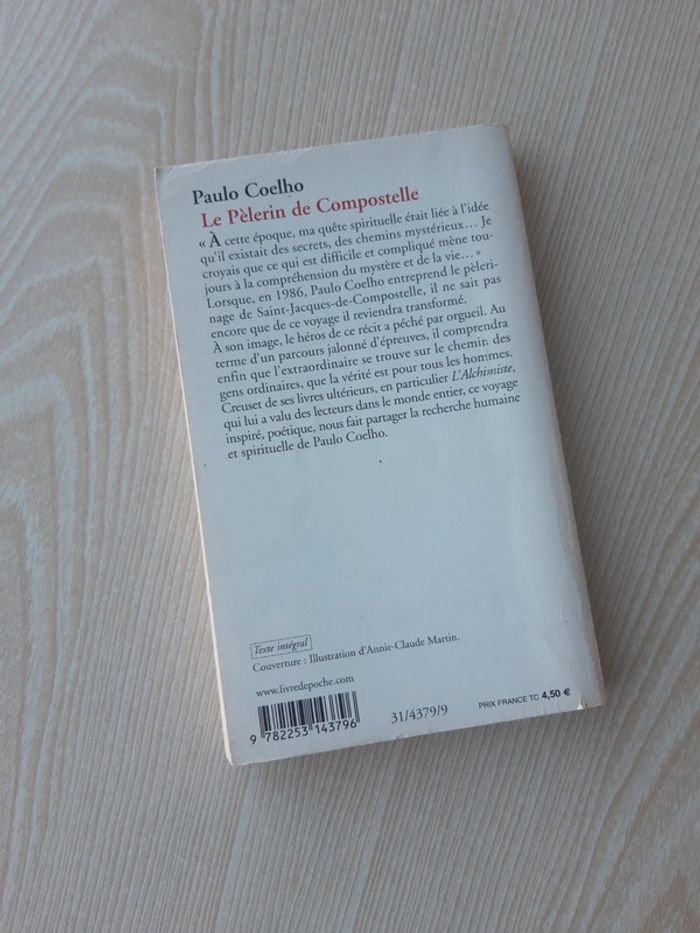 Paulo Coelho
Le Pèlerin de Compostelle
« À cette époque, ma quête spirituelle était liée à l'idée
qu'il existait des secrets, des chemins mystérieux… Je
croyais que ce qui est difficile et compliqué mène tou-
jours à la compréhension du mystère et de la vie… »
Lorsque, en 1986, Paulo Coelho entreprend le pèleri-
nage de Saint-Jacques-de-Compostelle, il ne sait pas
encore que de ce voyage il reviendra transformé.
À son image, le héros de ce récit a péché par orgueil. Au
terme d'un parcours jalonné d'épreuves, il comprendra
enfin que l'extraordinaire se trouve sur le chemin des
gens ordinaires, que la vérité est pour tous les hommes.
Creuset de ses livres ultérieurs, en particulier L'Alchimiste,
qui lui a valu des lecteurs dans le monde entier, ce voyage
inspiré, poétique, nous fait partager la recherche humaine
et spirituelle de Paulo Coelho.
Texte intégral
Couverture : Illustration d'Annie-Claude Martin.
www.livredepoche.com
9 782253 143796
31/4379/9
PRIX FRANCE TC 4,50 €